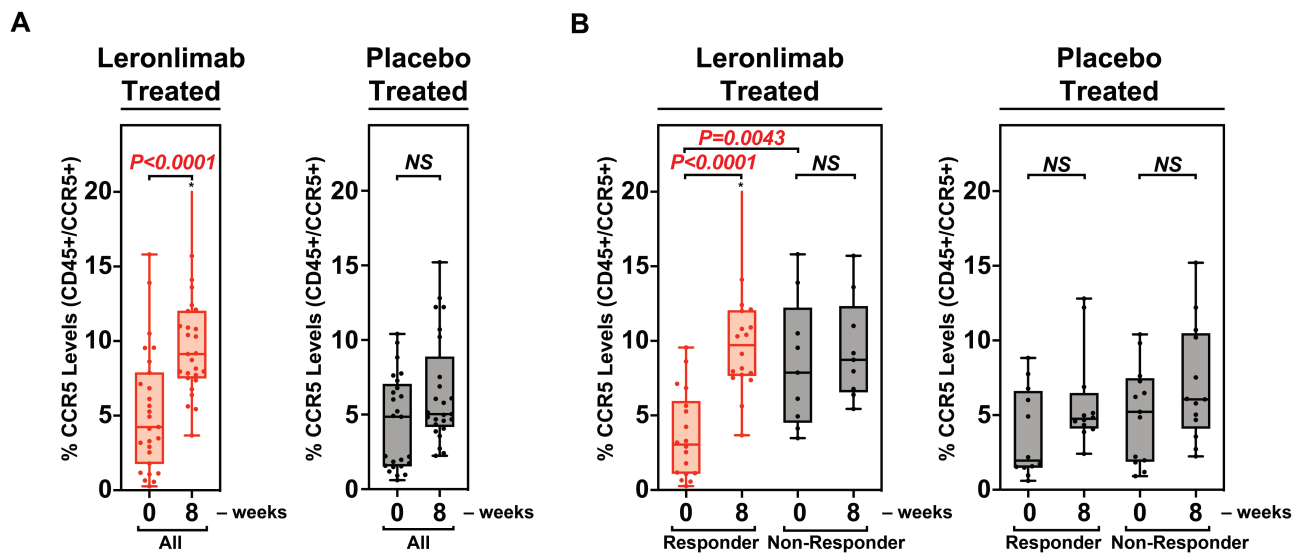 A
Leronlimab
Treated
% CCR5 Levels (CD45+/CCR5+)
20
15
10
5
0
P<0.0001
*
0 8 – weeks
All
Placebo
Treated
% CCR5 Levels (CD45+/CCR5+)
20
15
10
5
0
NS
0 8 – weeks
All
B
Leronlimab
Treated
% CCR5 Levels (CD45+/CCR5+)
20
15
10
5
0
P=0.0043
P<0.0001
NS
*
0 8 0 8 – weeks
Responder Non-Responder
Placebo
Treated
% CCR5 Levels (CD45+/CCR5+)
20
15
10
5
0
NS NS
0 8 0 8 – weeks
Responder Non-Responder